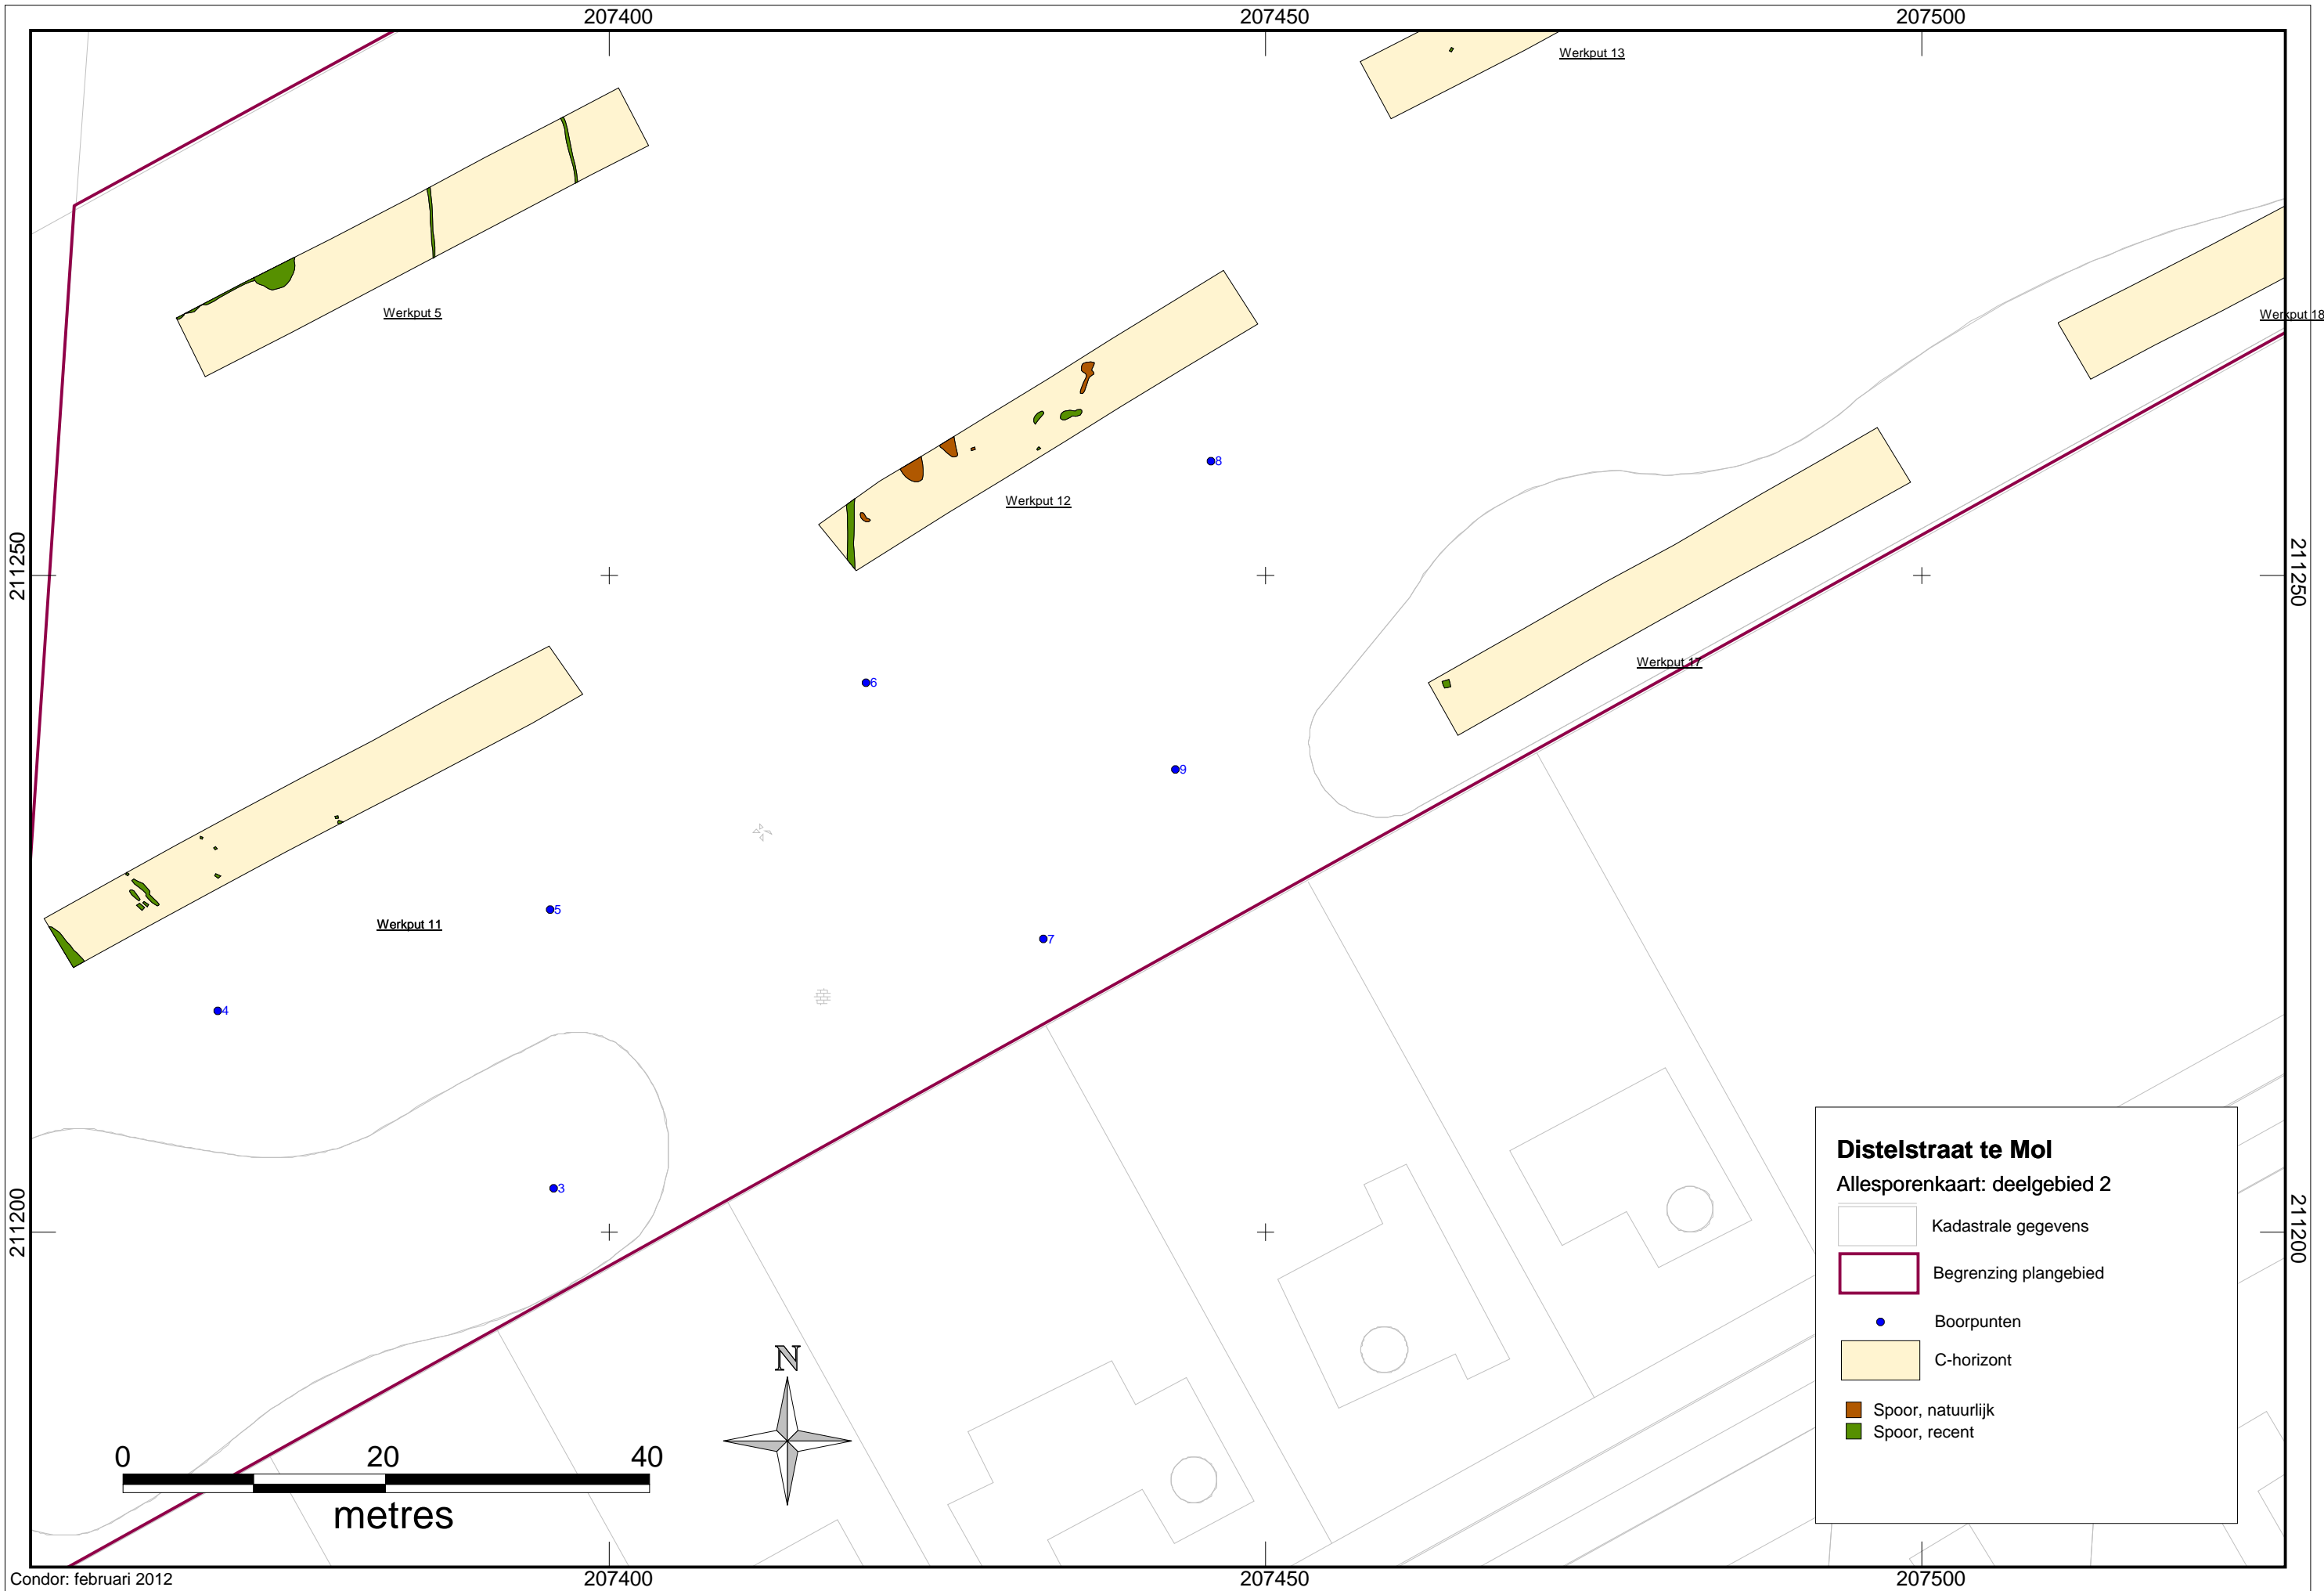 207400
207450
207500
Werkput 13
Werkput 5
Werkput 18
8
Werkput 12
211250
211250
Werkput 17
6
9
5
Werkput 11
7
4
3
211200
211200
Distelstraat te Mol
Allesporenkaart: deelgebied 2
Kadastrale gegevens
Begrenzing plangebied
Boorpunten
C-horizont
Spoor, natuurlijk
Spoor, recent
N
0 20 40
metres
Condor: februari 2012
207400
207450
207500